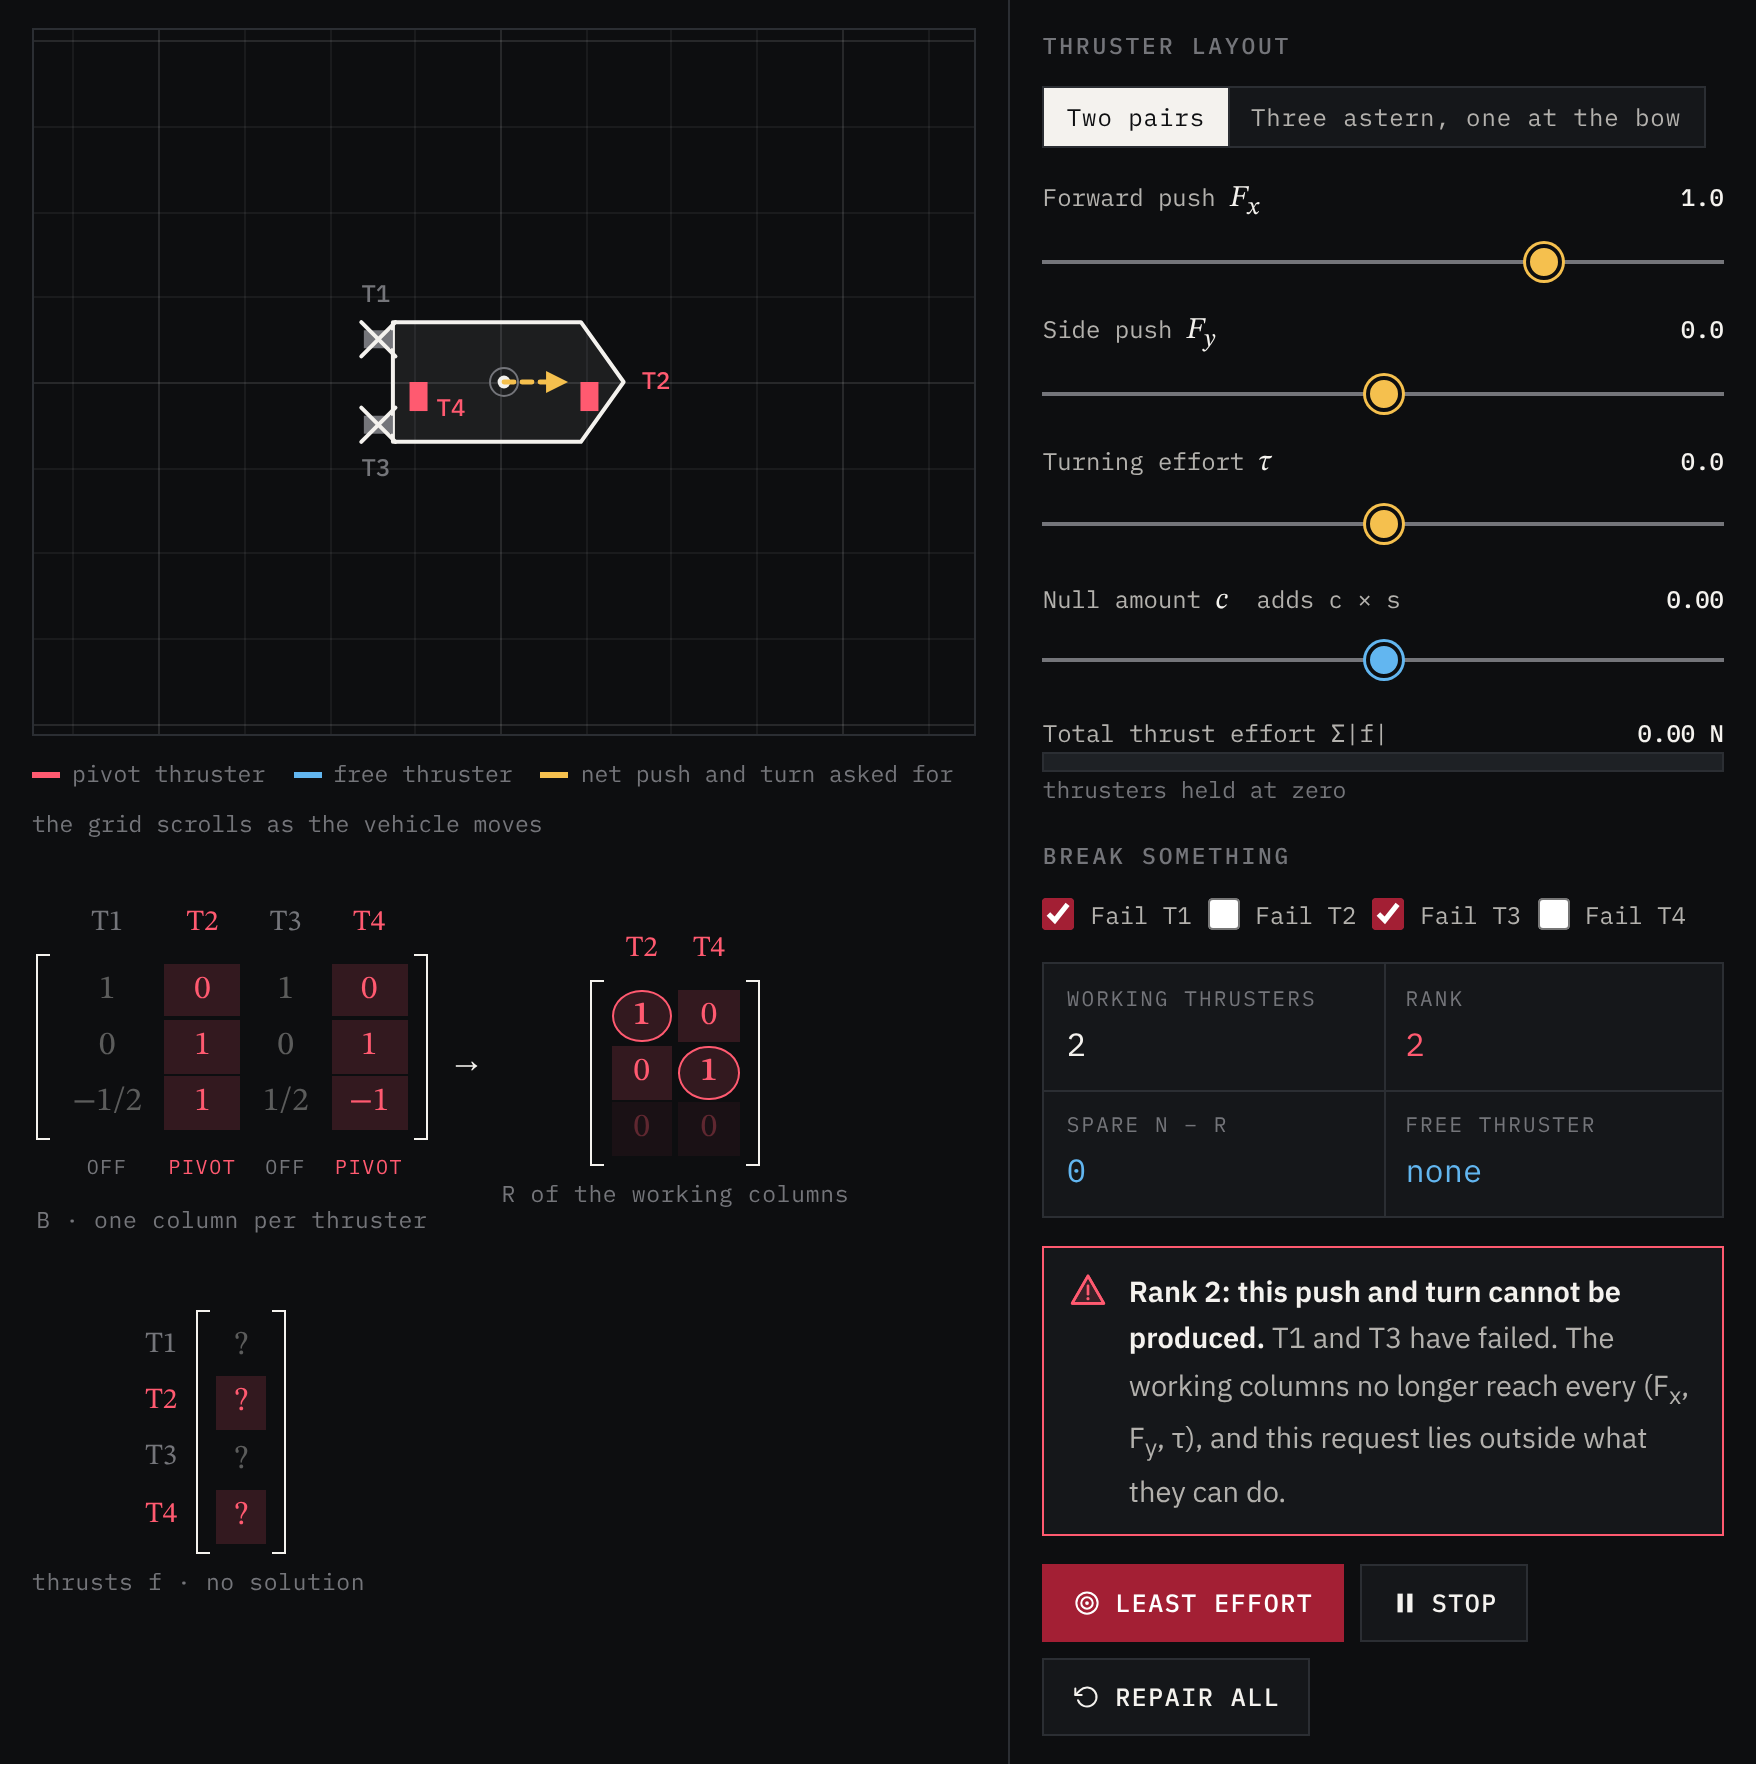 T1
T2
T4
T3
pivot thruster free thruster net push and turn asked for
the grid scrolls as the vehicle moves
T1 T2 T3 T4
1 0 1 0
0 1 0 1
−1/2 1 1/2 −1
OFF PIVOT OFF PIVOT
B · one column per thruster
→
T2 T4
1 0
0 1
0 0
R of the working columns
T1 ?
T2 ?
T3 ?
T4 ?
thrusts f · no solution
THRUSTER LAYOUT
Two pairs Three astern, one at the bow
Forward push Fx 1.0
Side push Fy 0.0
Turning effort τ 0.0
Null amount c adds c × s 0.00
Total thrust effort Σ|f| 0.00 N
thrusters held at zero
BREAK SOMETHING
Fail T1 Fail T2 Fail T3 Fail T4
WORKING THRUSTERS RANK
2 2
SPARE N − R FREE THRUSTER
0 none
Rank 2: this push and turn cannot be
produced. T1 and T3 have failed. The
working columns no longer reach every (Fx,
Fy, τ), and this request lies outside what
they can do.
LEAST EFFORT STOP
REPAIR ALL